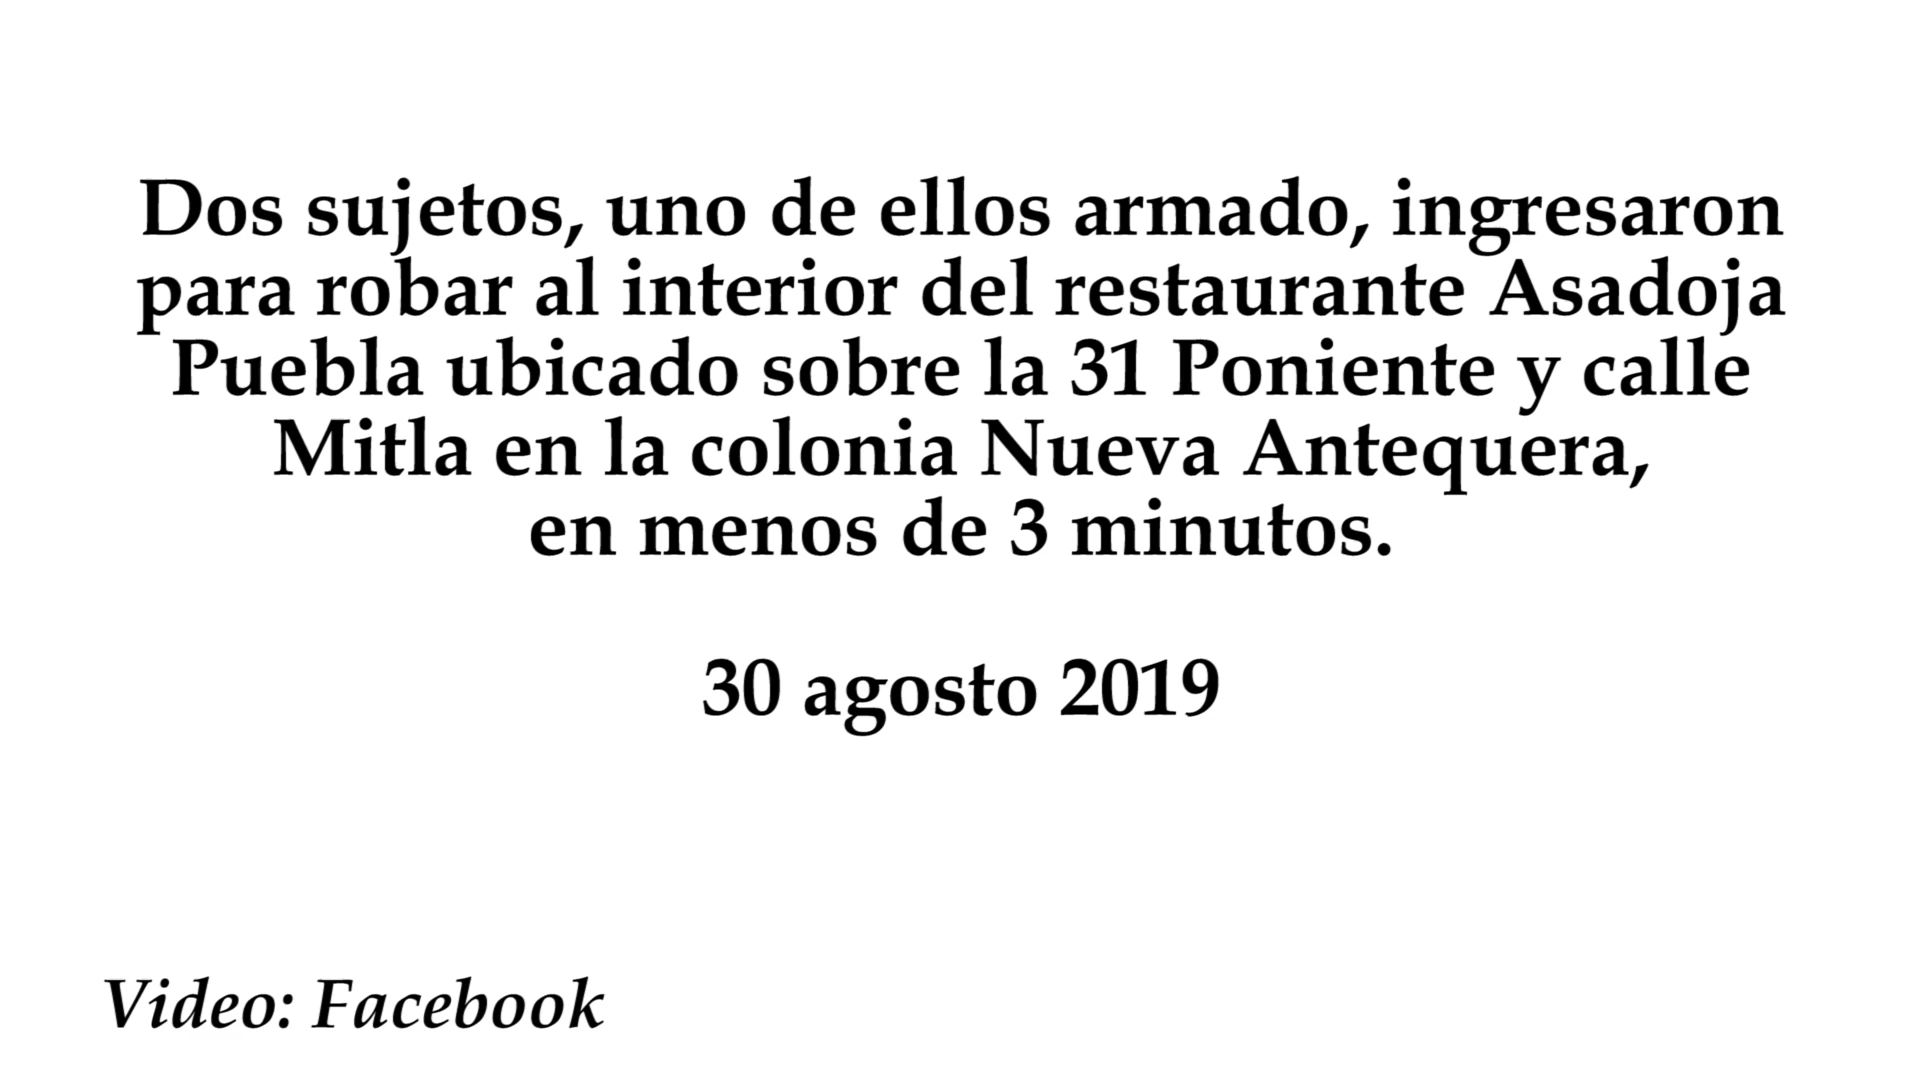 Dos sujetos, uno de ellos armado, ingresaron
para robar al interior del restaurante Asadoja
Puebla ubicado sobre la 31 Poniente y calle
Mitla en la colonia Nueva Antequera,
en menos de 3 minutos.
30 agosto 2019
Video: Facebook